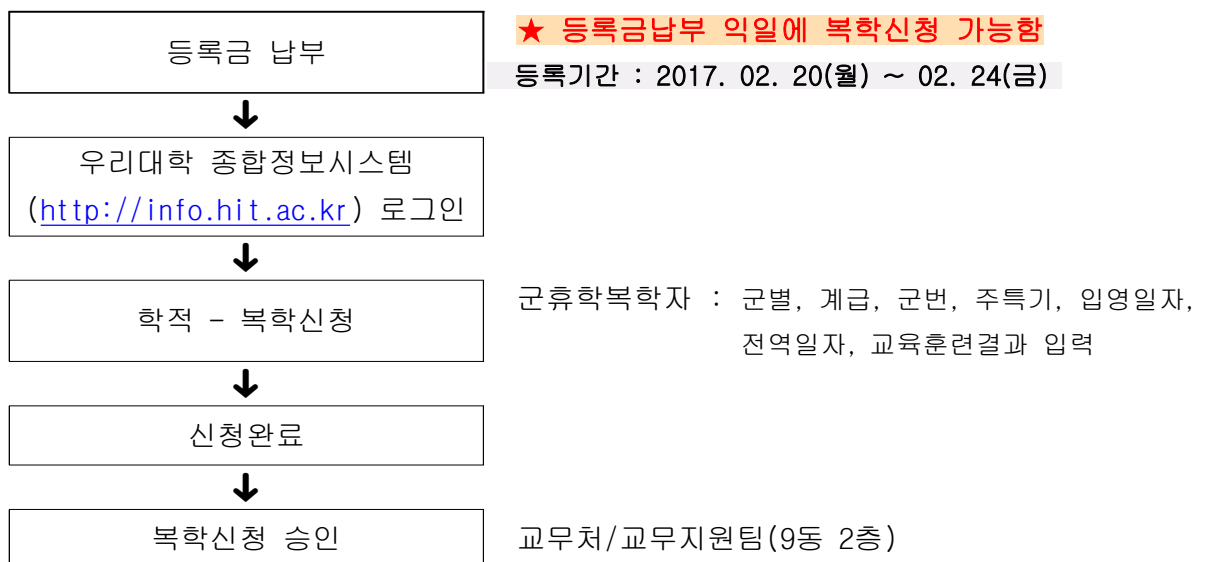 등록금 납부
★ 등록금납부 익일에 복학신청 가능함
등록기간 : 2017. 02. 20(월) ~ 02. 24(금)
우리대학 종합정보시스템
(http://info.hit.ac.kr) 로그인
학적 - 복학신청
군휴학복학자 : 군별, 계급, 군번, 주특기, 입영일자,
전역일자, 교육훈련결과 입력
신청완료
복학신청 승인
교무처/교무지원팀(9동 2층)